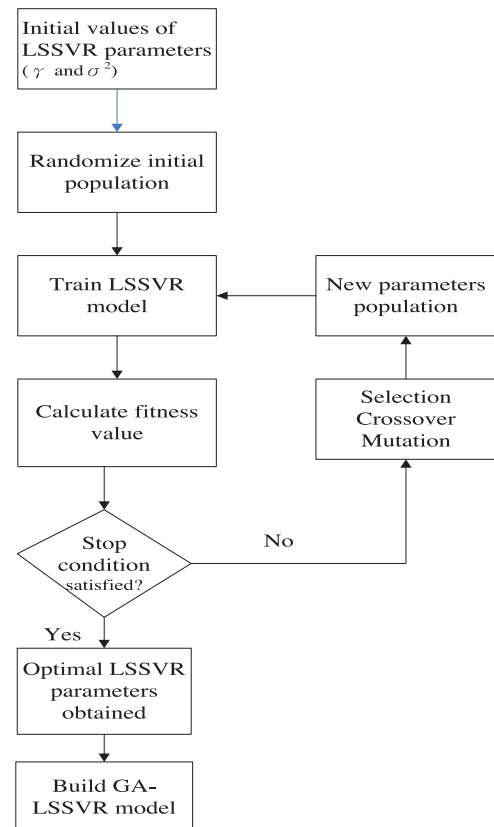 Initial values of
LSSVR parameters
( γ and σ²)
Randomize initial
population
Train LSSVR
model
New parameters
population
Calculate fitness
value
Selection
Crossover
Mutation
Stop
condition
satisfied?
No
Yes
Optimal LSSVR
parameters
obtained
Build GA-
LSSVR model